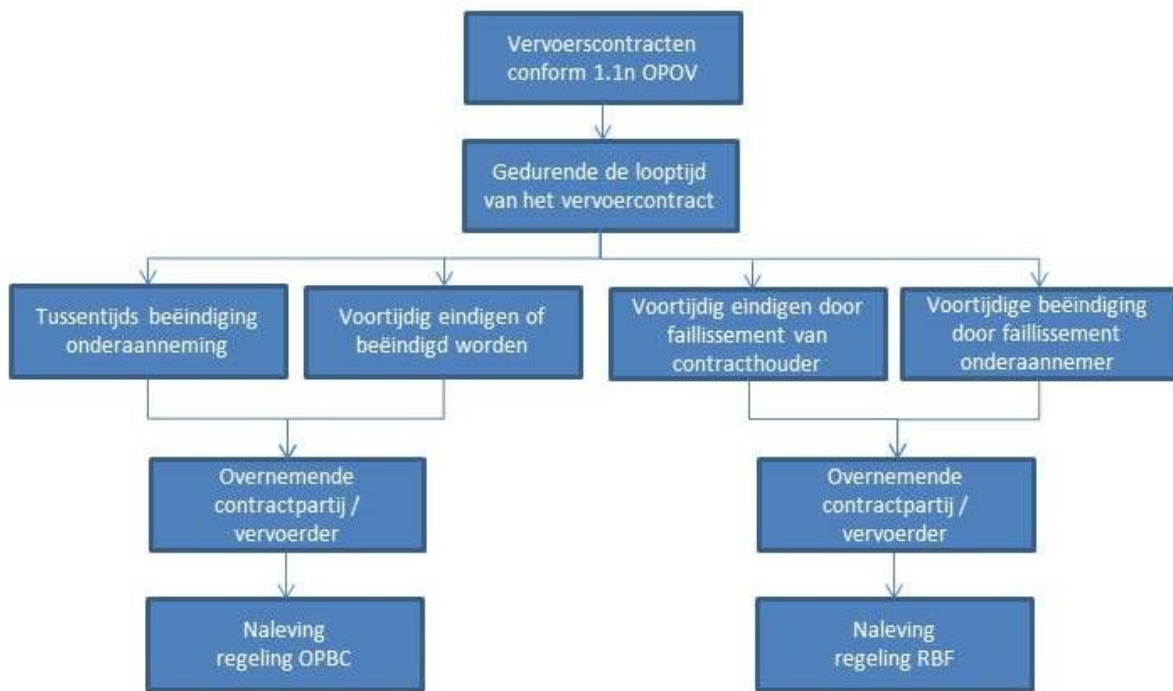 Vervoerscontracten
conform 1.1n OPOV
Gedurende de looptijd
van het vervoercontract
Tussentijds beëindiging
onderaanneming
Voortijdig eindigen of
beëindigd worden
Voortijdig eindigen door
faillissement van
contracthouder
Voortijdige beëindiging
door faillissement
onderaannemer
Overnemende
contractpartij /
vervoerder
Overnemende
contractpartij /
vervoerder
Naleving
regeling OPBC
Naleving
regeling RBF